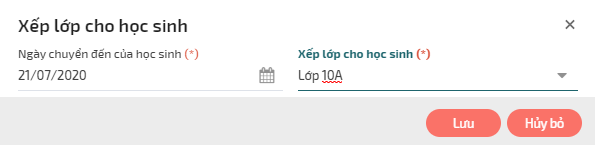 Xếp lớp cho học sinh
Ngày chuyển đến của học sinh (*)
Xếp lớp cho học sinh (*)
21/07/2020
Lớp 10A
Lưu
Hủy bỏ